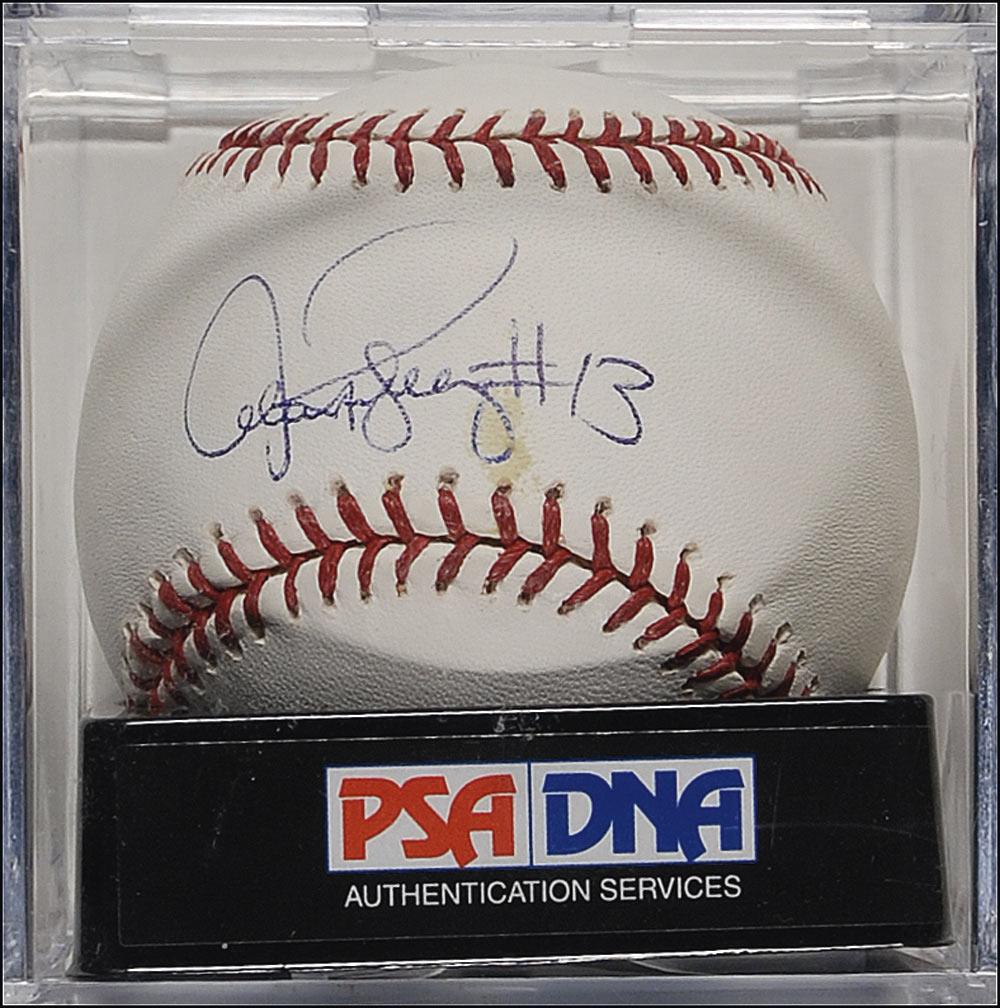 #13
PSA DNA
AUTHENTICATION SERVICES